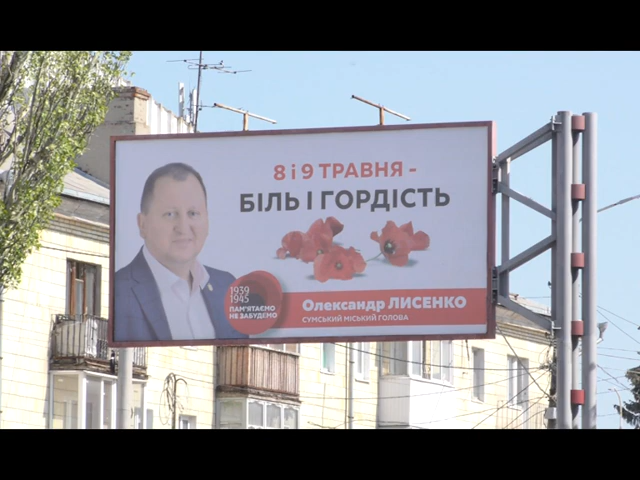 8 і 9 ТРАВНЯ -
БІЛЬ І ГОРДІСТЬ
1939
1945
ПАМ'ЯТАЄМО
НЕ ЗАБУДЕМО
Олександр ЛИСЕНКО
СУМСЬКИЙ МІСЬКИЙ ГОЛОВА